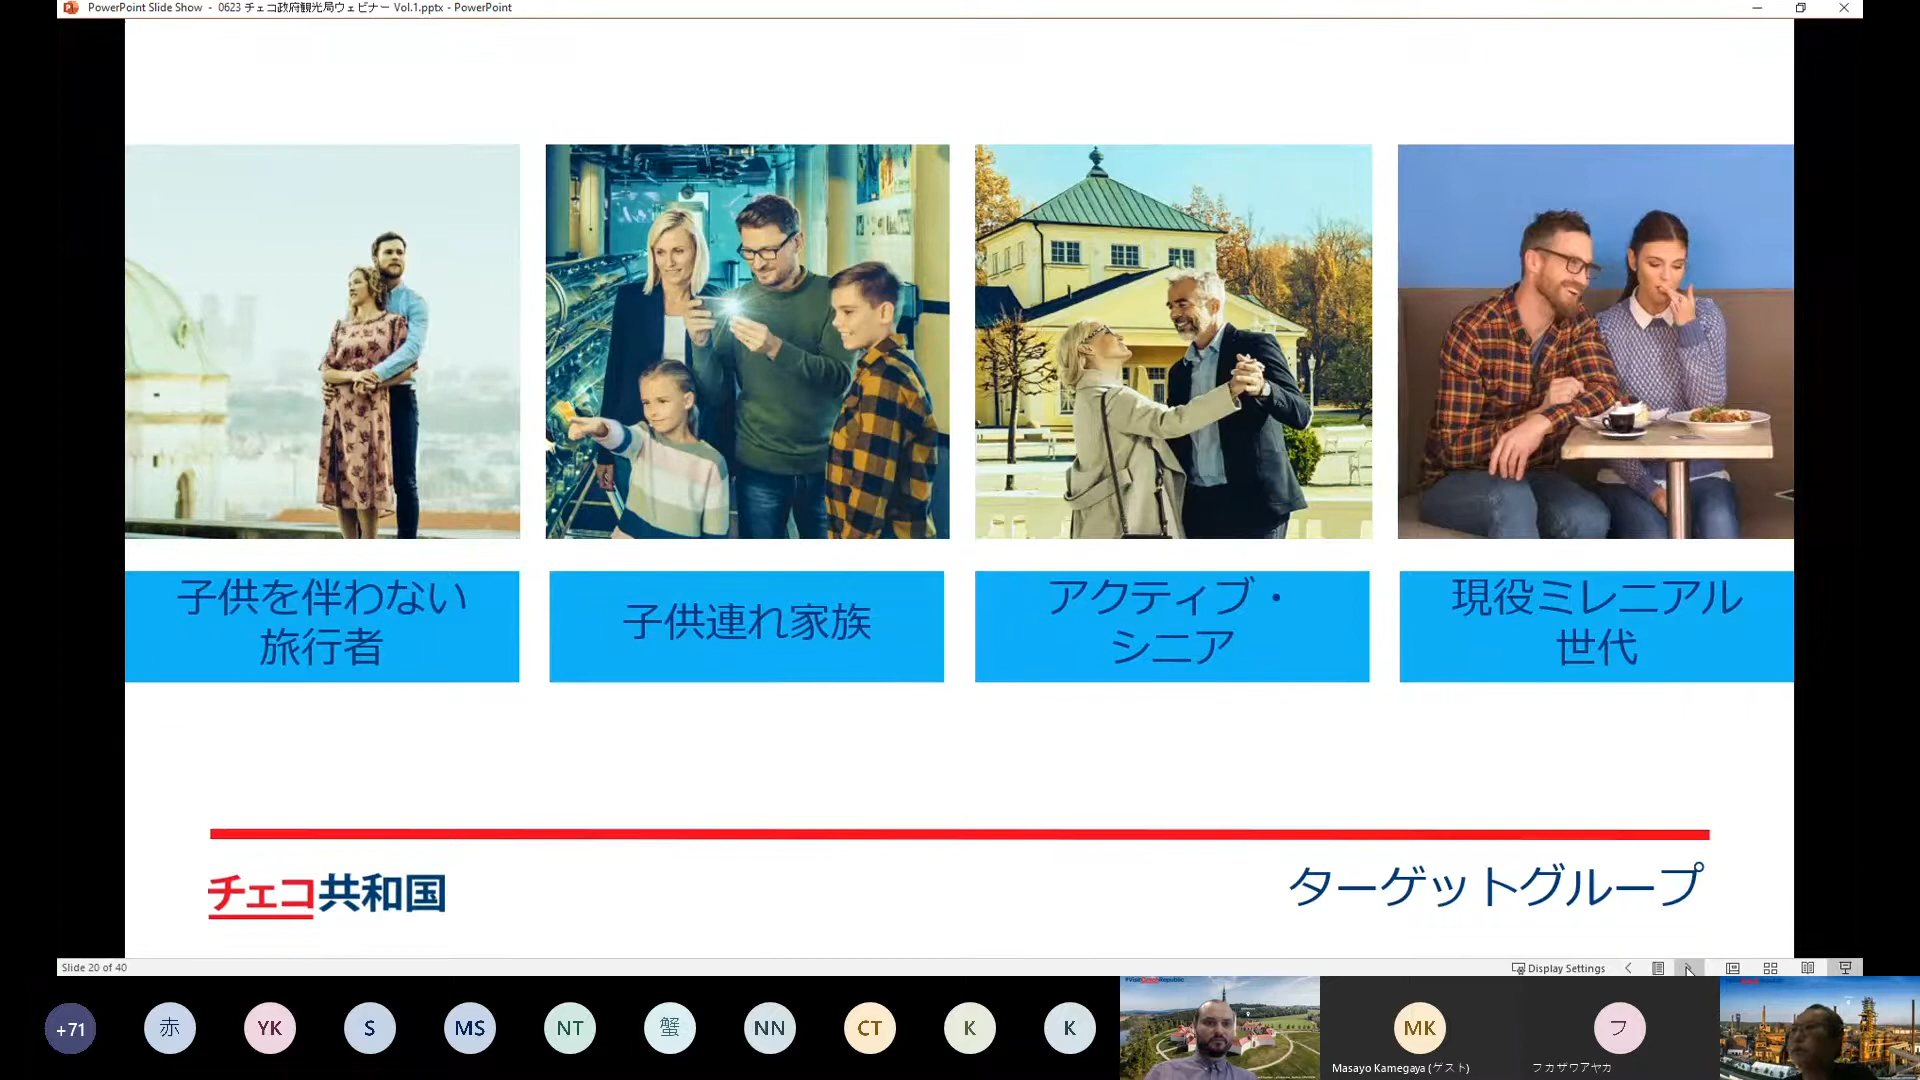 PowerPoint Slide Show - 0623 チェコ政府観光局ウェビナー Vol.1.pptx - PowerPoint
子供を伴わない
旅行者
子供連れ家族
アクティブ・
シニア
現役ミレニアル
世代
チェコ共和国
ターゲットグループ
Slide 20 of 40
Display Settings
+71
赤
YK
S
MS
NT
蟹
NN
CT
K
K
MK
Masayo Kamegaya (ゲスト)
フ
フカザワアヤカ